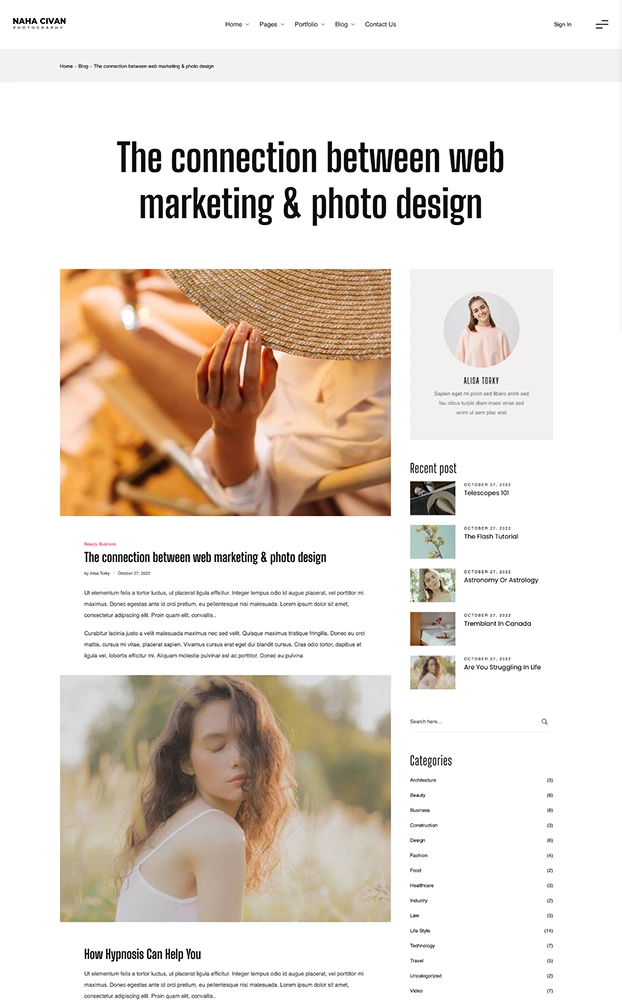 NAHA CIVAN
PHOTOGRAPHY
Home Pages Portfolio Blog Contact Us
Sign In
Home - Blog - The connection between web marketing & photo design
The connection between web
marketing & photo design
Beauty Business
The connection between web marketing & photo design
by Alisa Torky October 27, 2022
Ut elementum felis a tortor luctus, ut placerat ligula efficitur. Integer tempus odio id augue placerat, vel porttitor mi
maximus. Donec egestas ante id orci pretium, eu pellentesque nisi malesuada. Lorem ipsum dolor sit amet,
consectetur adipiscing elit. Proin quam elit, convallis..
Curabitur lacinia justo a velit malesuada maximus nec sed velit. Quisque maximus tristique fringilla. Donec eu orci
mattis, cursus mi vitae, placerat sapien. Vivamus cursus erat eget dui blandit cursus. Cras odio tortor, dapibus et
ligula vel, lobortis efficitur mi. Aliquam molestie pulvinar est ac porttitor. Donec eu pulvina
How Hypnosis Can Help You
Ut elementum felis a tortor luctus, ut placerat ligula efficitur. Integer tempus odio id augue placerat, vel porttitor mi
maximus. Donec egestas ante id orci pretium, eu pellentesque nisi malesuada. Lorem ipsum dolor sit amet,
consectetur adipiscing elit. Proin quam elit, convallis..
ALISA TORKY
Sapien eget mi proin sed libero enim sed
fau cibus turpis diam maec enas sed
enim ut sem plac erat
Recent post
OCTOBER 27, 2022
Telescopes 101
OCTOBER 27, 2022
The Flash Tutorial
OCTOBER 27, 2022
Astronomy Or Astrology
OCTOBER 27, 2022
Tremblant In Canada
OCTOBER 27, 2022
Are You Struggling In Life
Search here...
Categories
Architecture (3)
Beauty (8)
Business (8)
Construction (3)
Design (6)
Fashion (4)
Food (2)
Healthcare (3)
Industry (2)
Law (3)
Life Style (14)
Technology (7)
Travel (5)
Uncategorized (2)
Video (7)